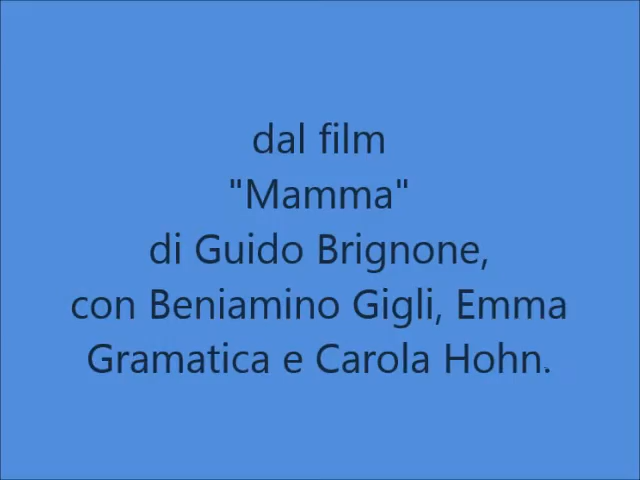 dal film
"Mamma"
di Guido Brignone,
con Beniamino Gigli, Emma
Gramatica e Carola Hohn.